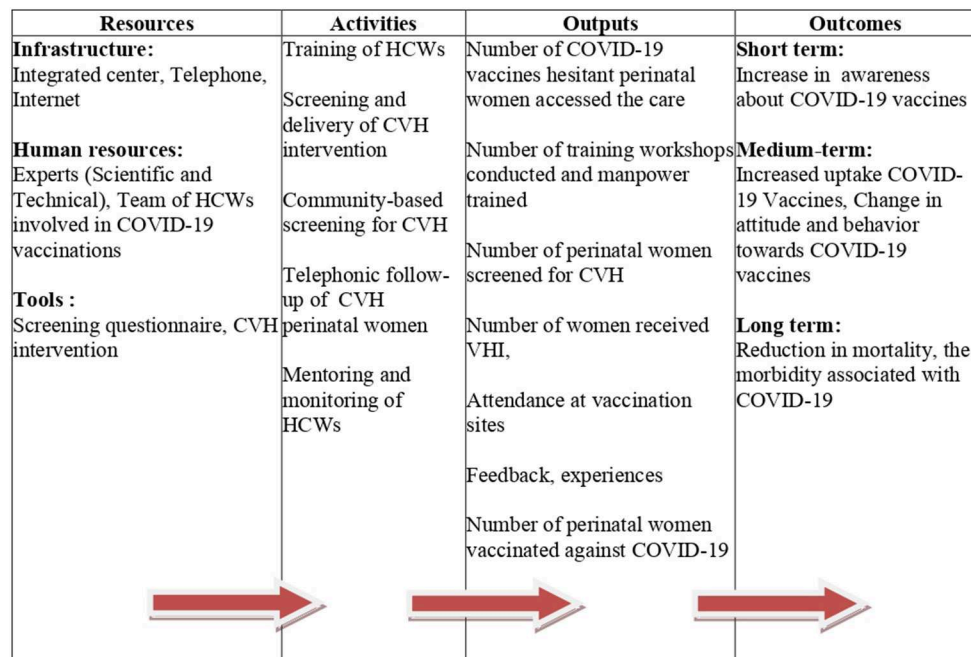 Resources
Infrastructure:
Integrated center, Telephone,
Internet
Human resources:
Experts (Scientific and
Technical), Team of HCWs
involved in COVID-19
vaccinations
Tools :
Screening questionnaire, CVH
intervention
Activities
Training of HCWs
Screening and
delivery of CVH
intervention
Community-based
screening for CVH
Telephonic follow-
up of CVH
perinatal women
Mentoring and
monitoring of
HCWs
Outputs
Number of COVID-19
vaccines hesitant perinatal
women accessed the care
Number of training workshops
conducted and manpower
trained
Number of perinatal women
screened for CVH
Number of women received
VHI,
Attendance at vaccination
sites
Feedback, experiences
Number of perinatal women
vaccinated against COVID-19
Outcomes
Short term:
Increase in awareness
about COVID-19 vaccines
Medium-term:
Increased uptake COVID-
19 Vaccines, Change in
attitude and behavior
towards COVID-19
vaccines
Long term:
Reduction in mortality, the
morbidity associated with
COVID-19